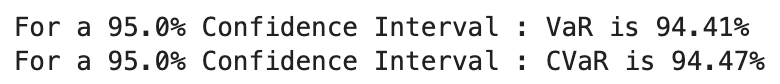 For a 95.0% Confidence Interval : VaR is 94.41%
For a 95.0% Confidence Interval : CVaR is 94.47%